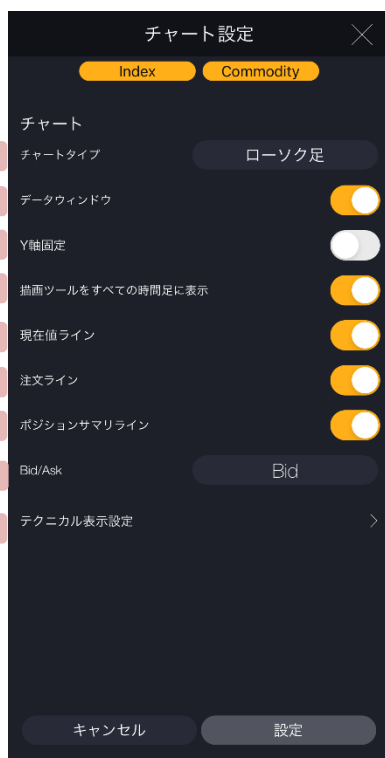 チャート設定
Index Commodity
チャート
チャートタイプ ローソク足
データウィンドウ
Y軸固定
描画ツールをすべての時間足に表示
現在値ライン
注文ライン
ポジションサマリライン
Bid/Ask Bid
テクニカル表示設定
キャンセル 設定